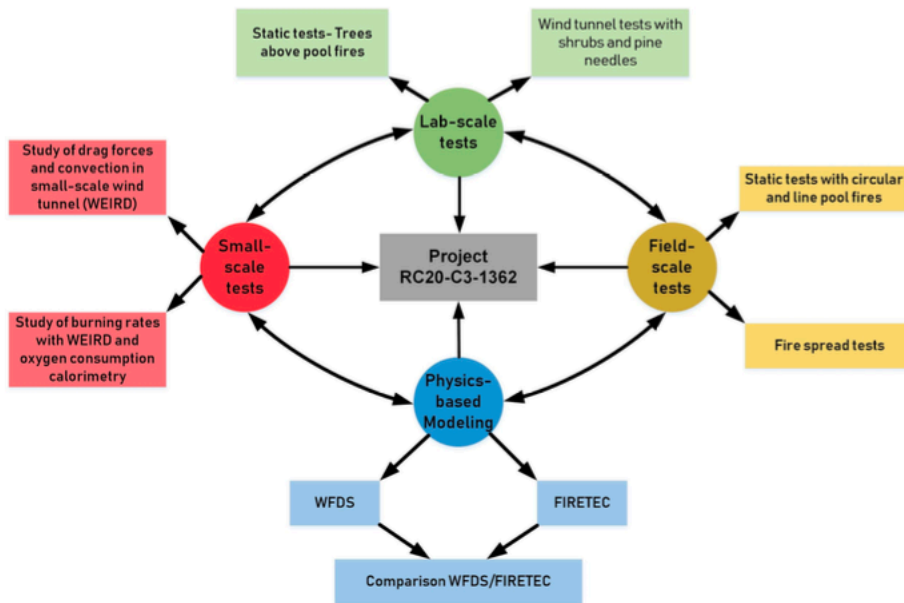 Static tests- Trees
above pool fires
Wind tunnel tests with
shrubs and pine
needles
Lab-scale
tests
Study of drag forces
and convection in
small-scale wind
tunnel (WEIRD)
Static tests with circular
and line pool fires
Small-
scale
tests
Project
RC20-C3-1362
Field-
scale
tests
Study of burning rates
with WEIRD and
oxygen consumption
calorimetry
Fire spread tests
Physics-
based
Modeling
WFDS
FIRETEC
Comparison WFDS/FIRETEC